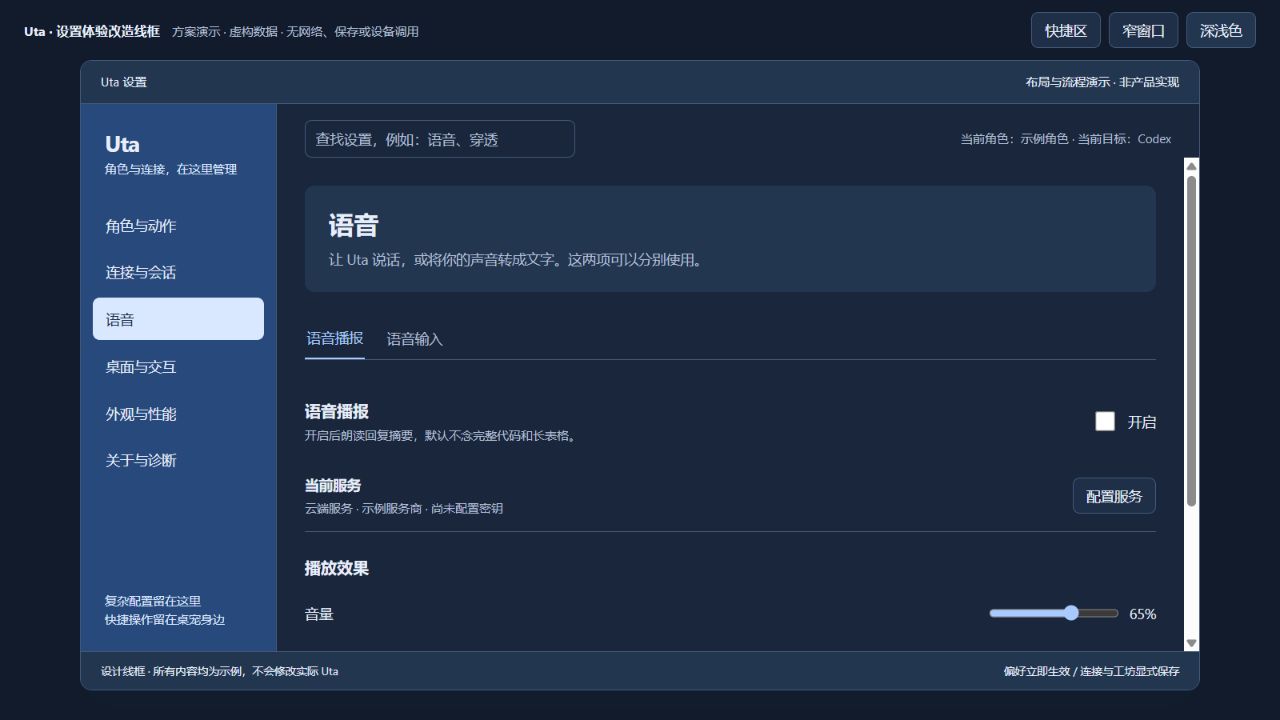 Uta · 设置体验改造线框 方案演示 · 虚构数据 · 无网络、保存或设备调用
快捷区 窄窗口 深浅色
Uta 设置
布局与流程演示 · 非产品实现
Uta
角色与连接，在这里管理
角色与动作
连接与会话
语音
桌面与交互
外观与性能
关于与诊断
复杂配置留在这里
快捷操作留在桌宠身边
查找设置，例如：语音、穿透
当前角色：示例角色 · 当前目标：Codex
语音
让 Uta 说话，或将你的声音转成文字。这两项可以分别使用。
语音播报 语音输入
语音播报
开启后朗读回复摘要，默认不念完整代码和长表格。
开启
当前服务
云端服务 · 示例服务商 · 尚未配置密钥
配置服务
播放效果
音量
65%
设计线框 · 所有内容均为示例，不会修改实际 Uta
偏好立即生效 / 连接与工坊显式保存